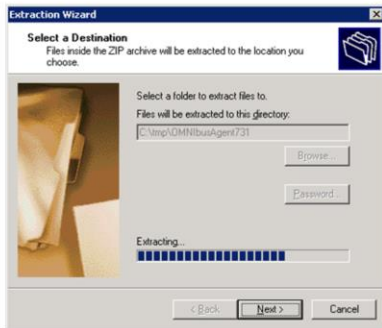 Extraction Wizard
Select a Destination
Files inside the ZIP archive will be extracted to the location you
choose.
Select a folder to extract files to.
Files will be extracted to this directory:
C:\tmp\OMNIbusAgent731
Browse...
Password...
Extracting...
< Back
Next >
Cancel